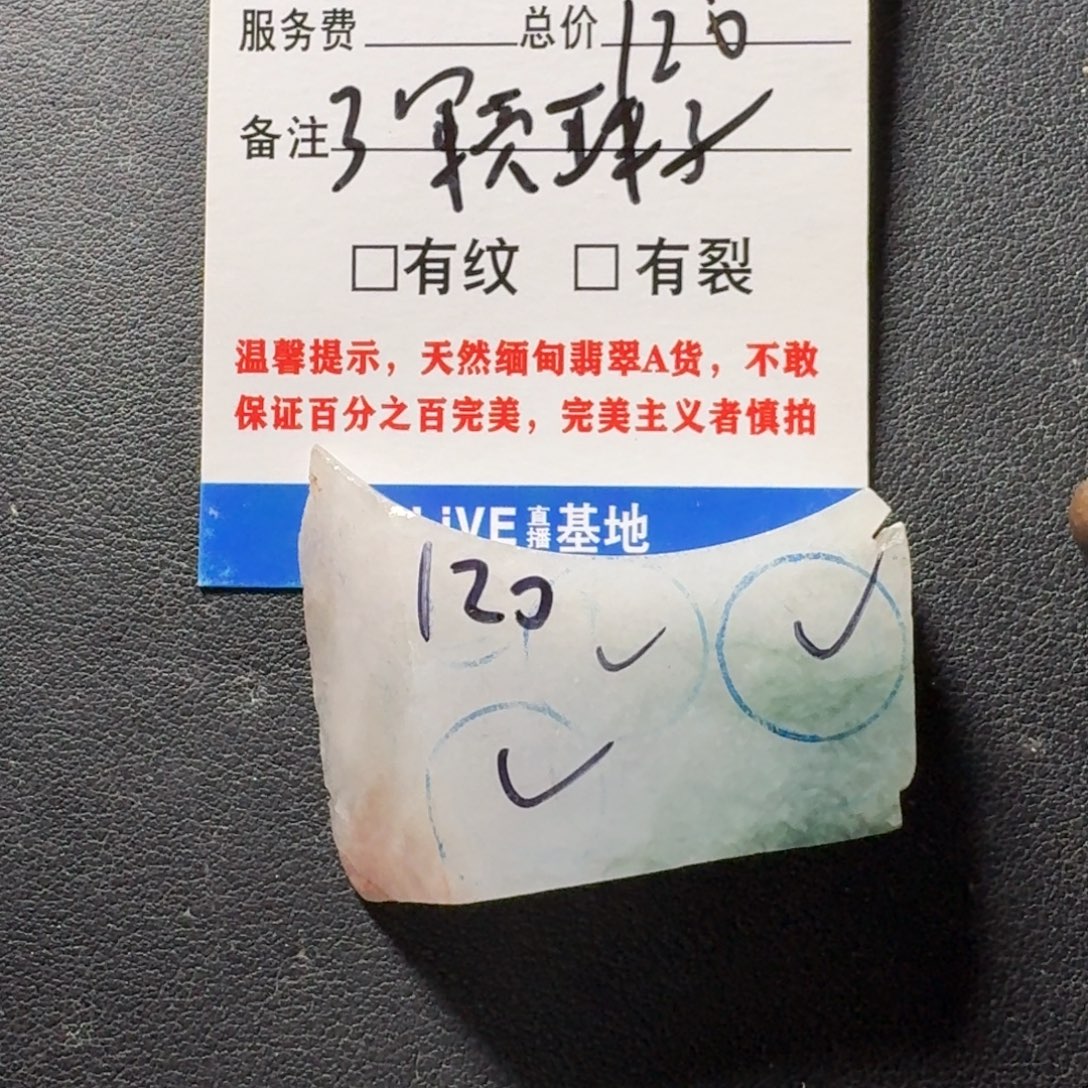 服务费 总价 120
备注 3颗珠子
□有纹 □有裂
温馨提示，天然缅甸翡翠A货，不敢
保证百分之百完美，完美主义者慎拍
LiVE直播基地
120